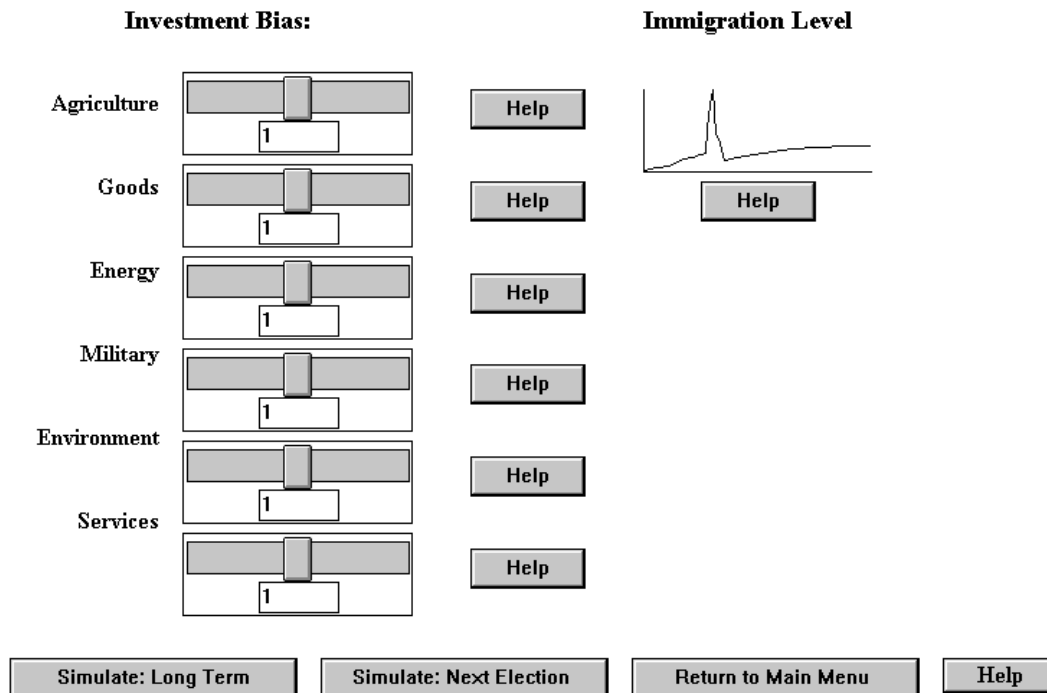 Investment Bias:
Immigration Level
Agriculture
1
Help
Goods
1
Help
Help
Energy
1
Help
Military
1
Help
Environment
1
Help
Services
1
Help
Simulate: Long Term
Simulate: Next Election
Return to Main Menu
Help